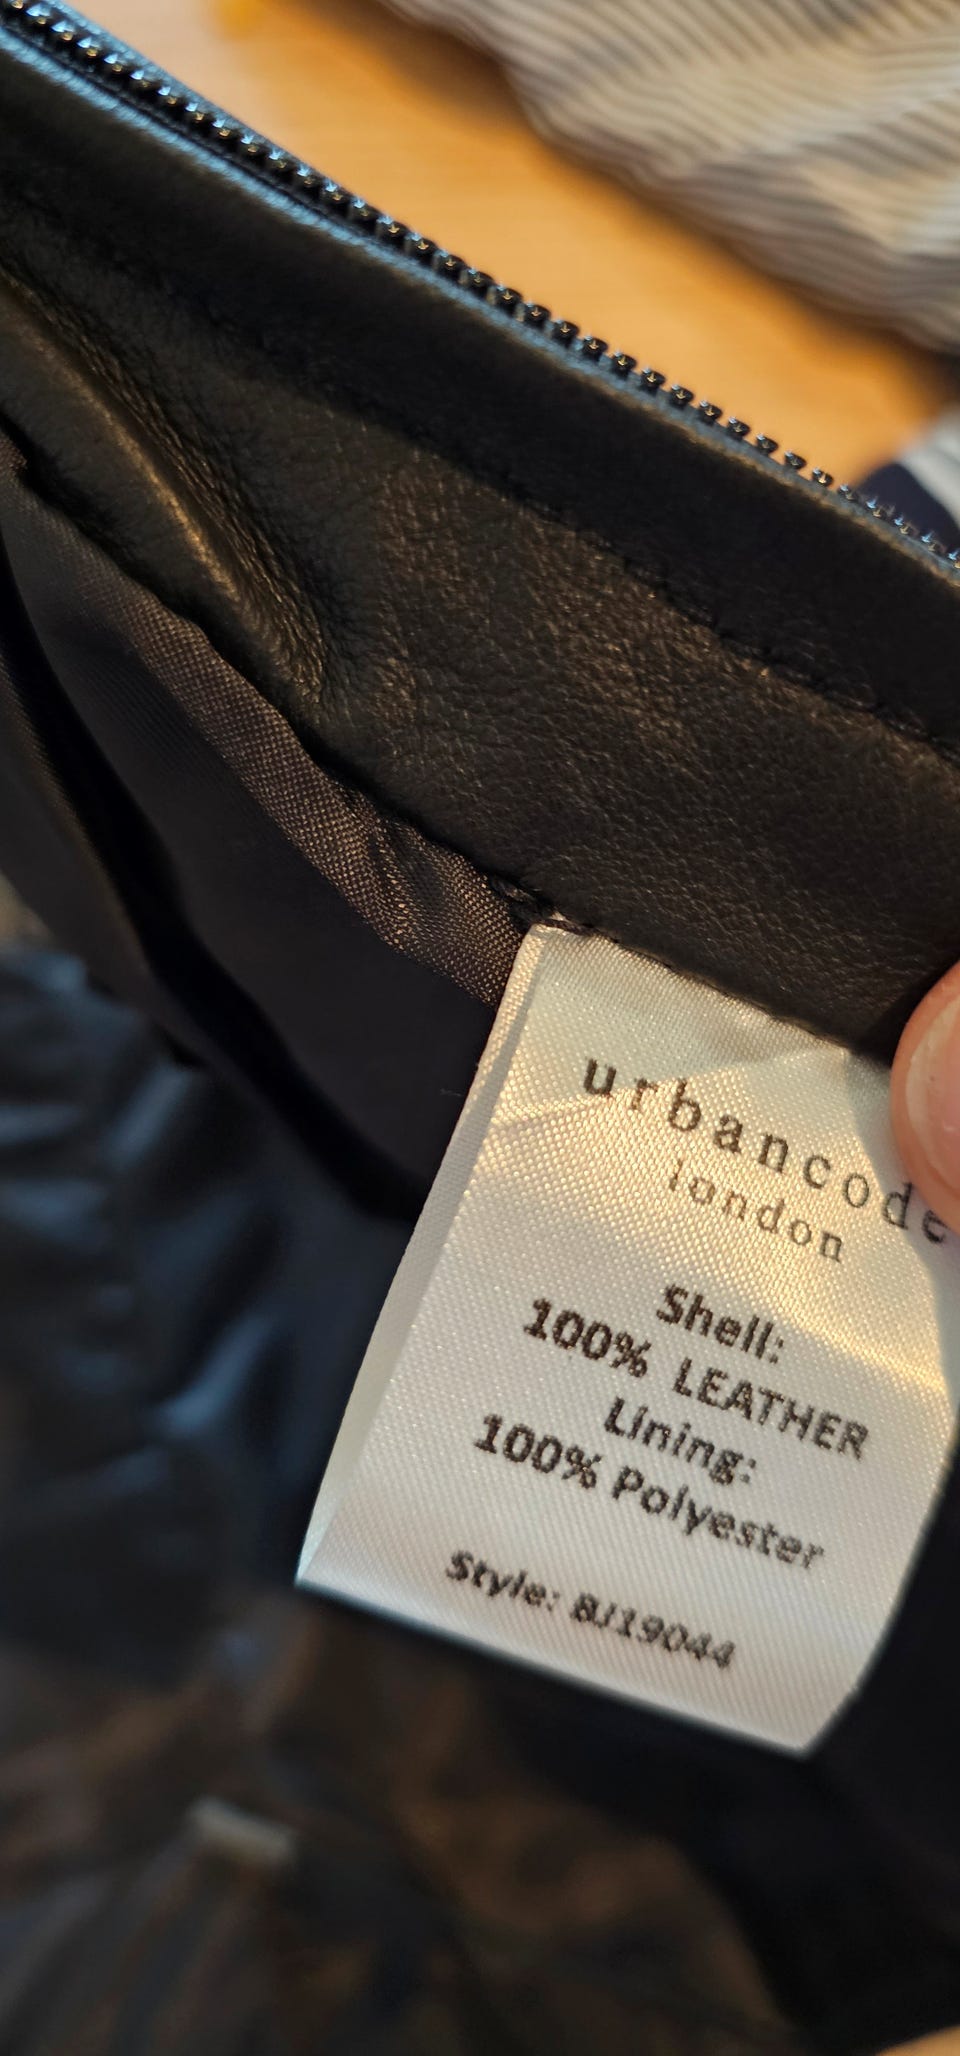 urbancode
london
Shell:
100% LEATHER
Lining:
100% Polyester
Style: BJ19044